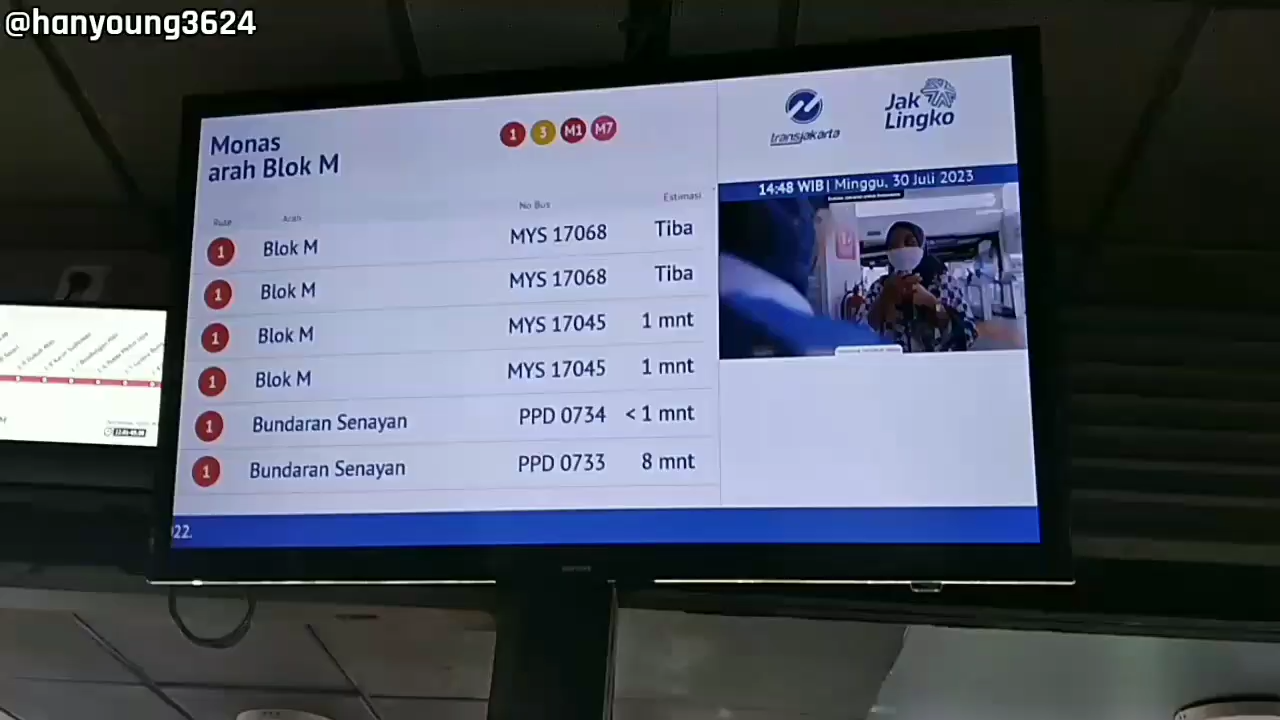 @hanyoung3624
Monas
arah Blok M
1 3 M1 M7
transjakarta
Jak
Lingko
14:48 WIB | Minggu, 30 Juli 2023
Rute Arah No Bus Estimasi
1 Blok M MYS 17068 Tiba
1 Blok M MYS 17068 Tiba
1 Blok M MYS 17045 1 mnt
1 Blok M MYS 17045 1 mnt
1 Bundaran Senayan PPD 0734 < 1 mnt
1 Bundaran Senayan PPD 0733 8 mnt
022.